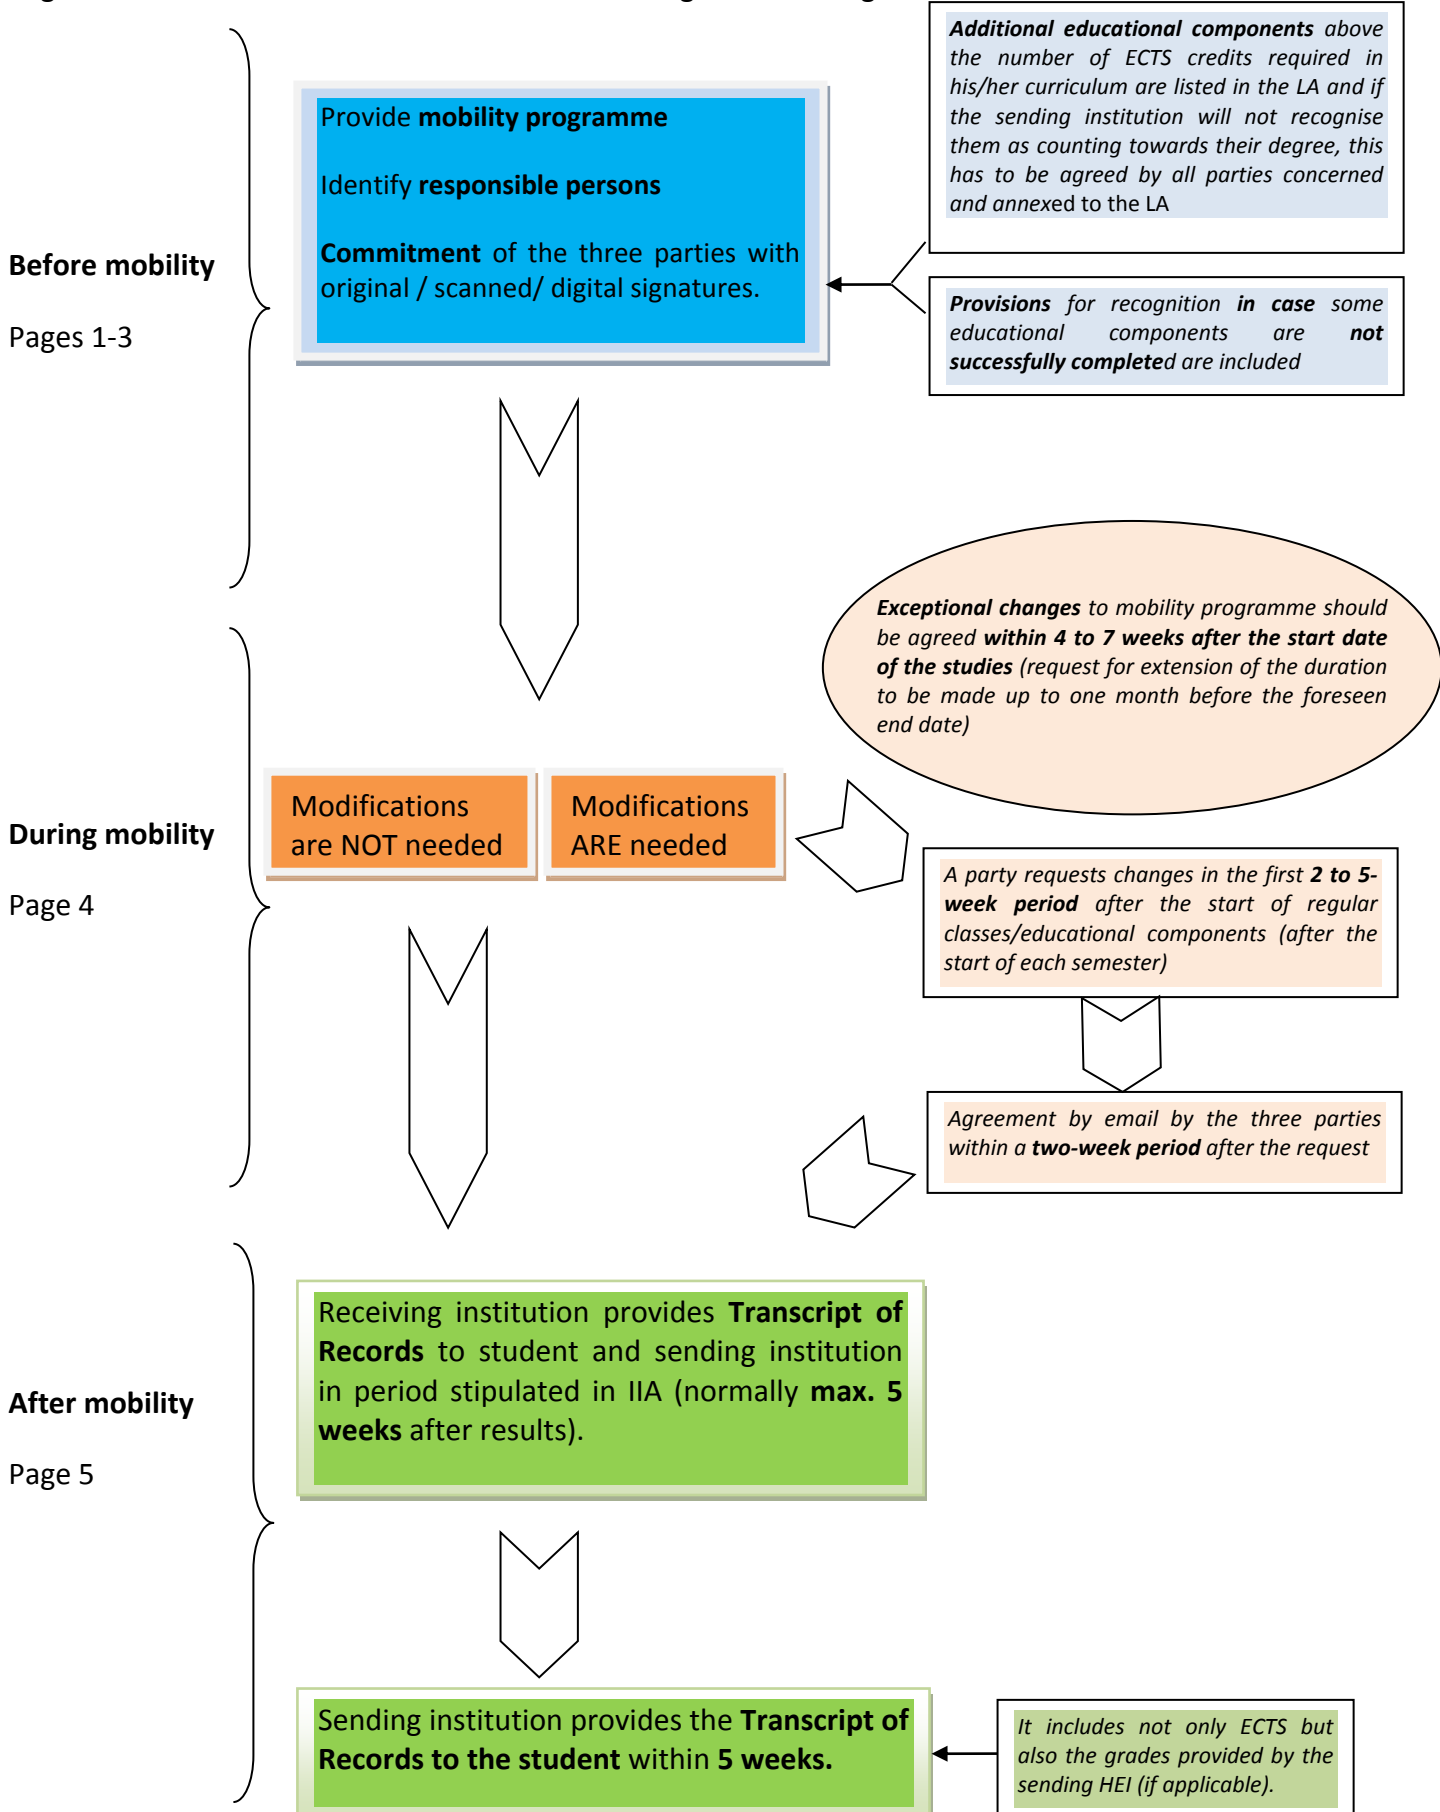 Before mobility
Pages 1-3
Provide mobility programme
Identify responsible persons
Commitment of the three parties with
original / scanned/ digital signatures.
Additional educational components above
the number of ECTS credits required in
his/her curriculum are listed in the LA and if
the sending institution will not recognise
them as counting towards their degree, this
has to be agreed by all parties concerned
and annexed to the LA
Provisions for recognition in case some
educational components are not
successfully completed are included
Exceptional changes to mobility programme should
be agreed within 4 to 7 weeks after the start date
of the studies (request for extension of the duration
to be made up to one month before the foreseen
end date)
During mobility
Page 4
Modifications
are NOT needed
Modifications
ARE needed
A party requests changes in the first 2 to 5-
week period after the start of regular
classes/educational components (after the
start of each semester)
Agreement by email by the three parties
within a two-week period after the request
After mobility
Page 5
Receiving institution provides Transcript of
Records to student and sending institution
in period stipulated in IIA (normally max. 5
weeks after results).
Sending institution provides the Transcript of
Records to the student within 5 weeks.
It includes not only ECTS but
also the grades provided by the
sending HEI (if applicable).